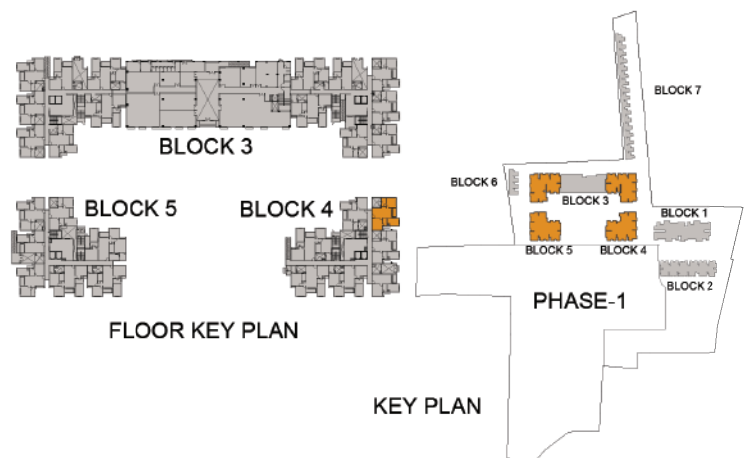 BLOCK 3
BLOCK 5
BLOCK 4
FLOOR KEY PLAN
BLOCK 7
BLOCK 6
BLOCK 3
BLOCK 1
BLOCK 5
BLOCK 4
BLOCK 2
PHASE-1
KEY PLAN